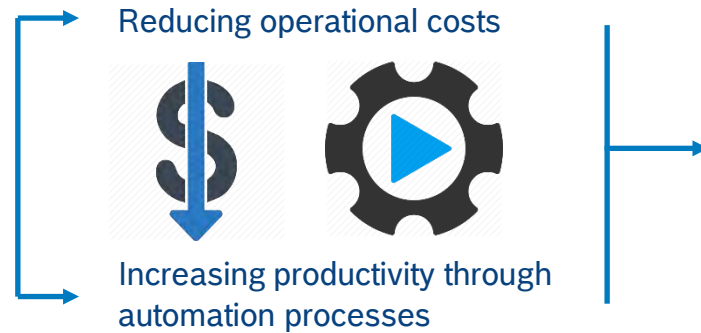 Reducing operational costs
Increasing productivity through
automation processes